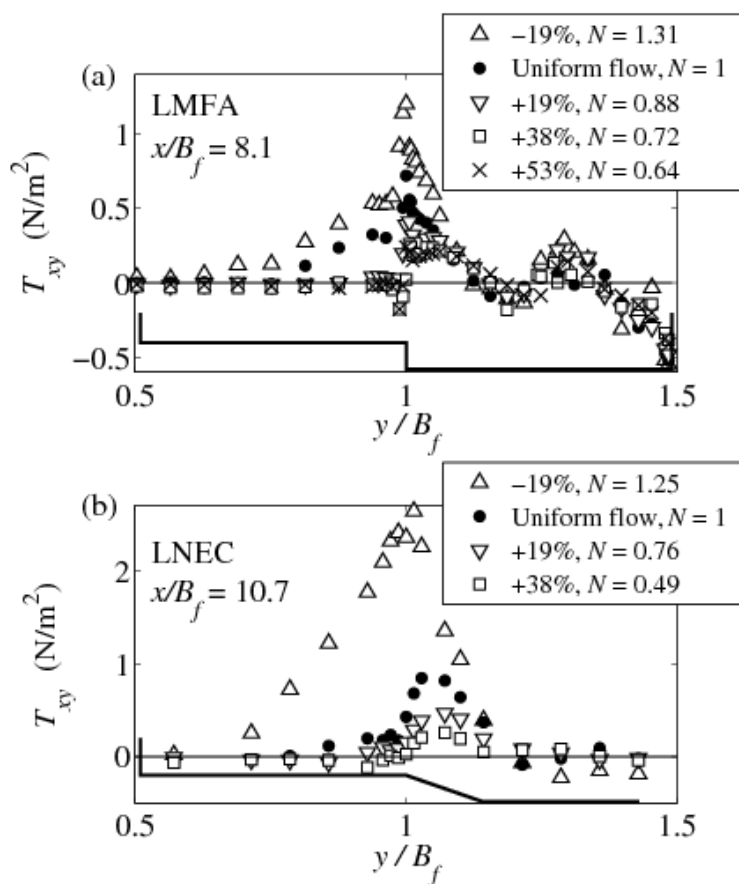 △ −19%, N = 1.31
● Uniform flow, N = 1
▽ +19%, N = 0.88
□ +38%, N = 0.72
× +53%, N = 0.64
(a)
LMFA
x/B_f = 8.1
T_xy (N/m²)
1
0.5
0
−0.5
0.5
1
1.5
y / B_f
△ −19%, N = 1.25
● Uniform flow, N = 1
▽ +19%, N = 0.76
□ +38%, N = 0.49
(b)
LNEC
x/B_f = 10.7
T_xy (N/m²)
2
1
0
0.5
1
1.5
y / B_f